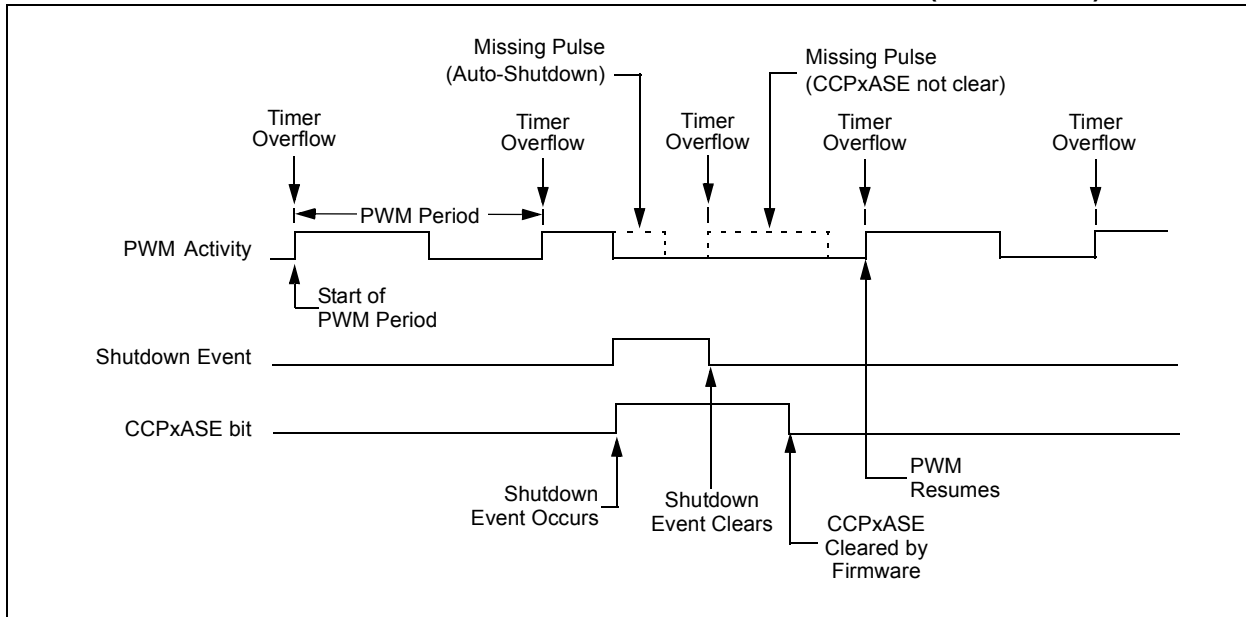 Missing Pulse
(Auto-Shutdown)
Missing Pulse
(CCPxASE not clear)
Timer
Overflow
Timer
Overflow
Timer
Overflow
Timer
Overflow
Timer
Overflow
PWM Period
PWM Activity
Start of
PWM Period
Shutdown Event
CCPxASE bit
Shutdown
Event Occurs
Shutdown
Event Clears
CCPxASE
Cleared by
Firmware
PWM
Resumes